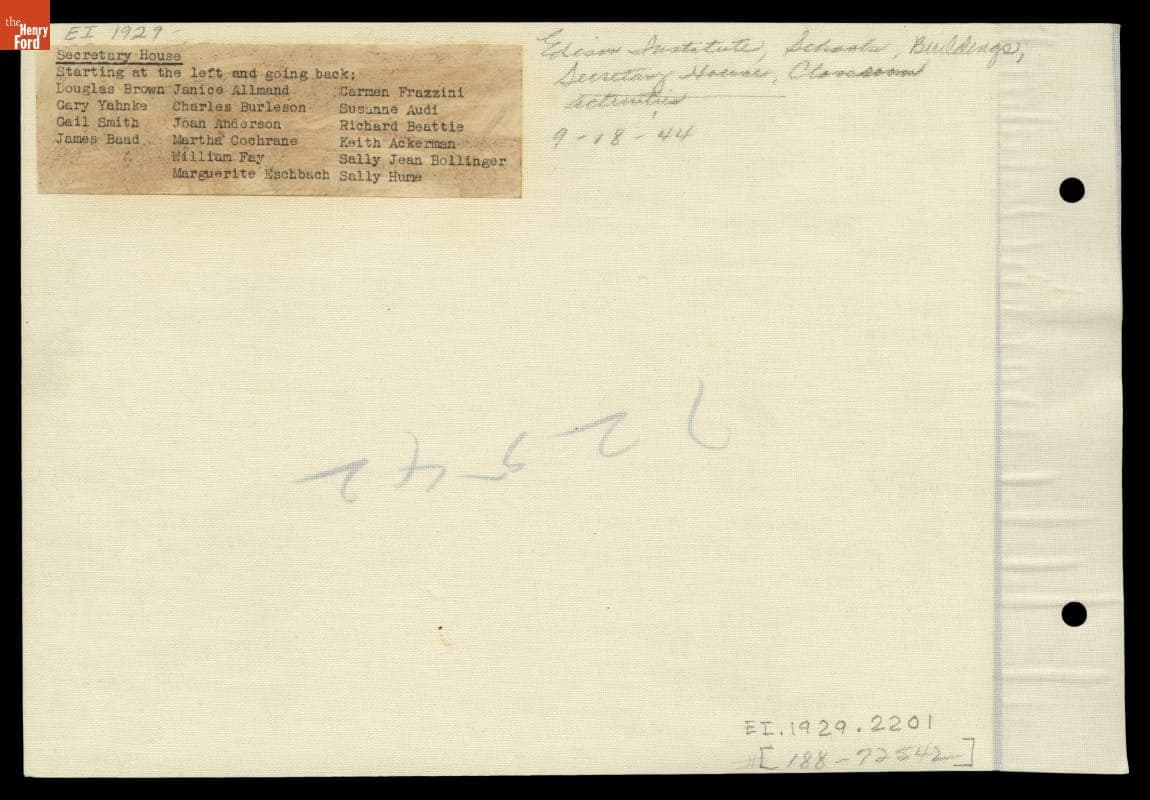 the
Henry
Ford
EI 1929
Secretary House
Starting at the left and going back;
Douglas Brown Janice Allmand Carmen Frazzini
Gary Yahnke Charles Burleson Susanne Audi
Gail Smith Joan Anderson Richard Beattie
James Baad Martha Cochrane Keith Ackerman
William Fay Sally Jean Bollinger
Marguerite Eschbach Sally Hume
Edison Institute, Schools, Buildings,
Secretary House, Classroom
activities
9-18-44
72542
EI.1929.2201
[188-72542]